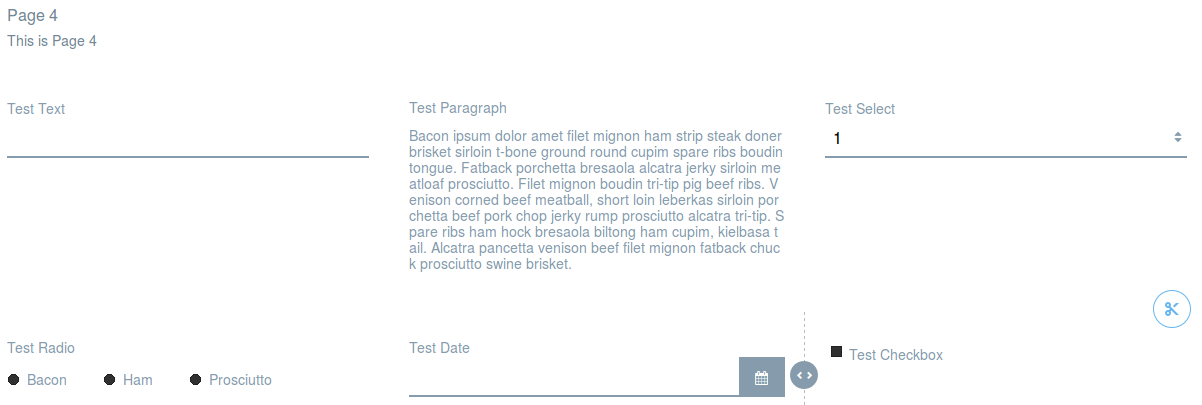 Page 4
This is Page 4
Test Text
Test Paragraph
Bacon ipsum dolor amet filet mignon ham strip steak doner
brisket sirloin t-bone ground round cupim spare ribs boudin
tongue. Fatback porchetta bresaola alcatra jerky sirloin me
atloaf prosciutto. Filet mignon boudin tri-tip pig beef ribs. V
enison corned beef meatball, short loin leberkas sirloin por
chetta beef pork chop jerky rump prosciutto alcatra tri-tip. S
pare ribs ham hock bresaola biltong ham cupim, kielbasa t
ail. Alcatra pancetta venison beef filet mignon fatback chuc
k prosciutto swine brisket.
Test Select
1
Test Radio
Bacon Ham Prosciutto
Test Date
Test Checkbox